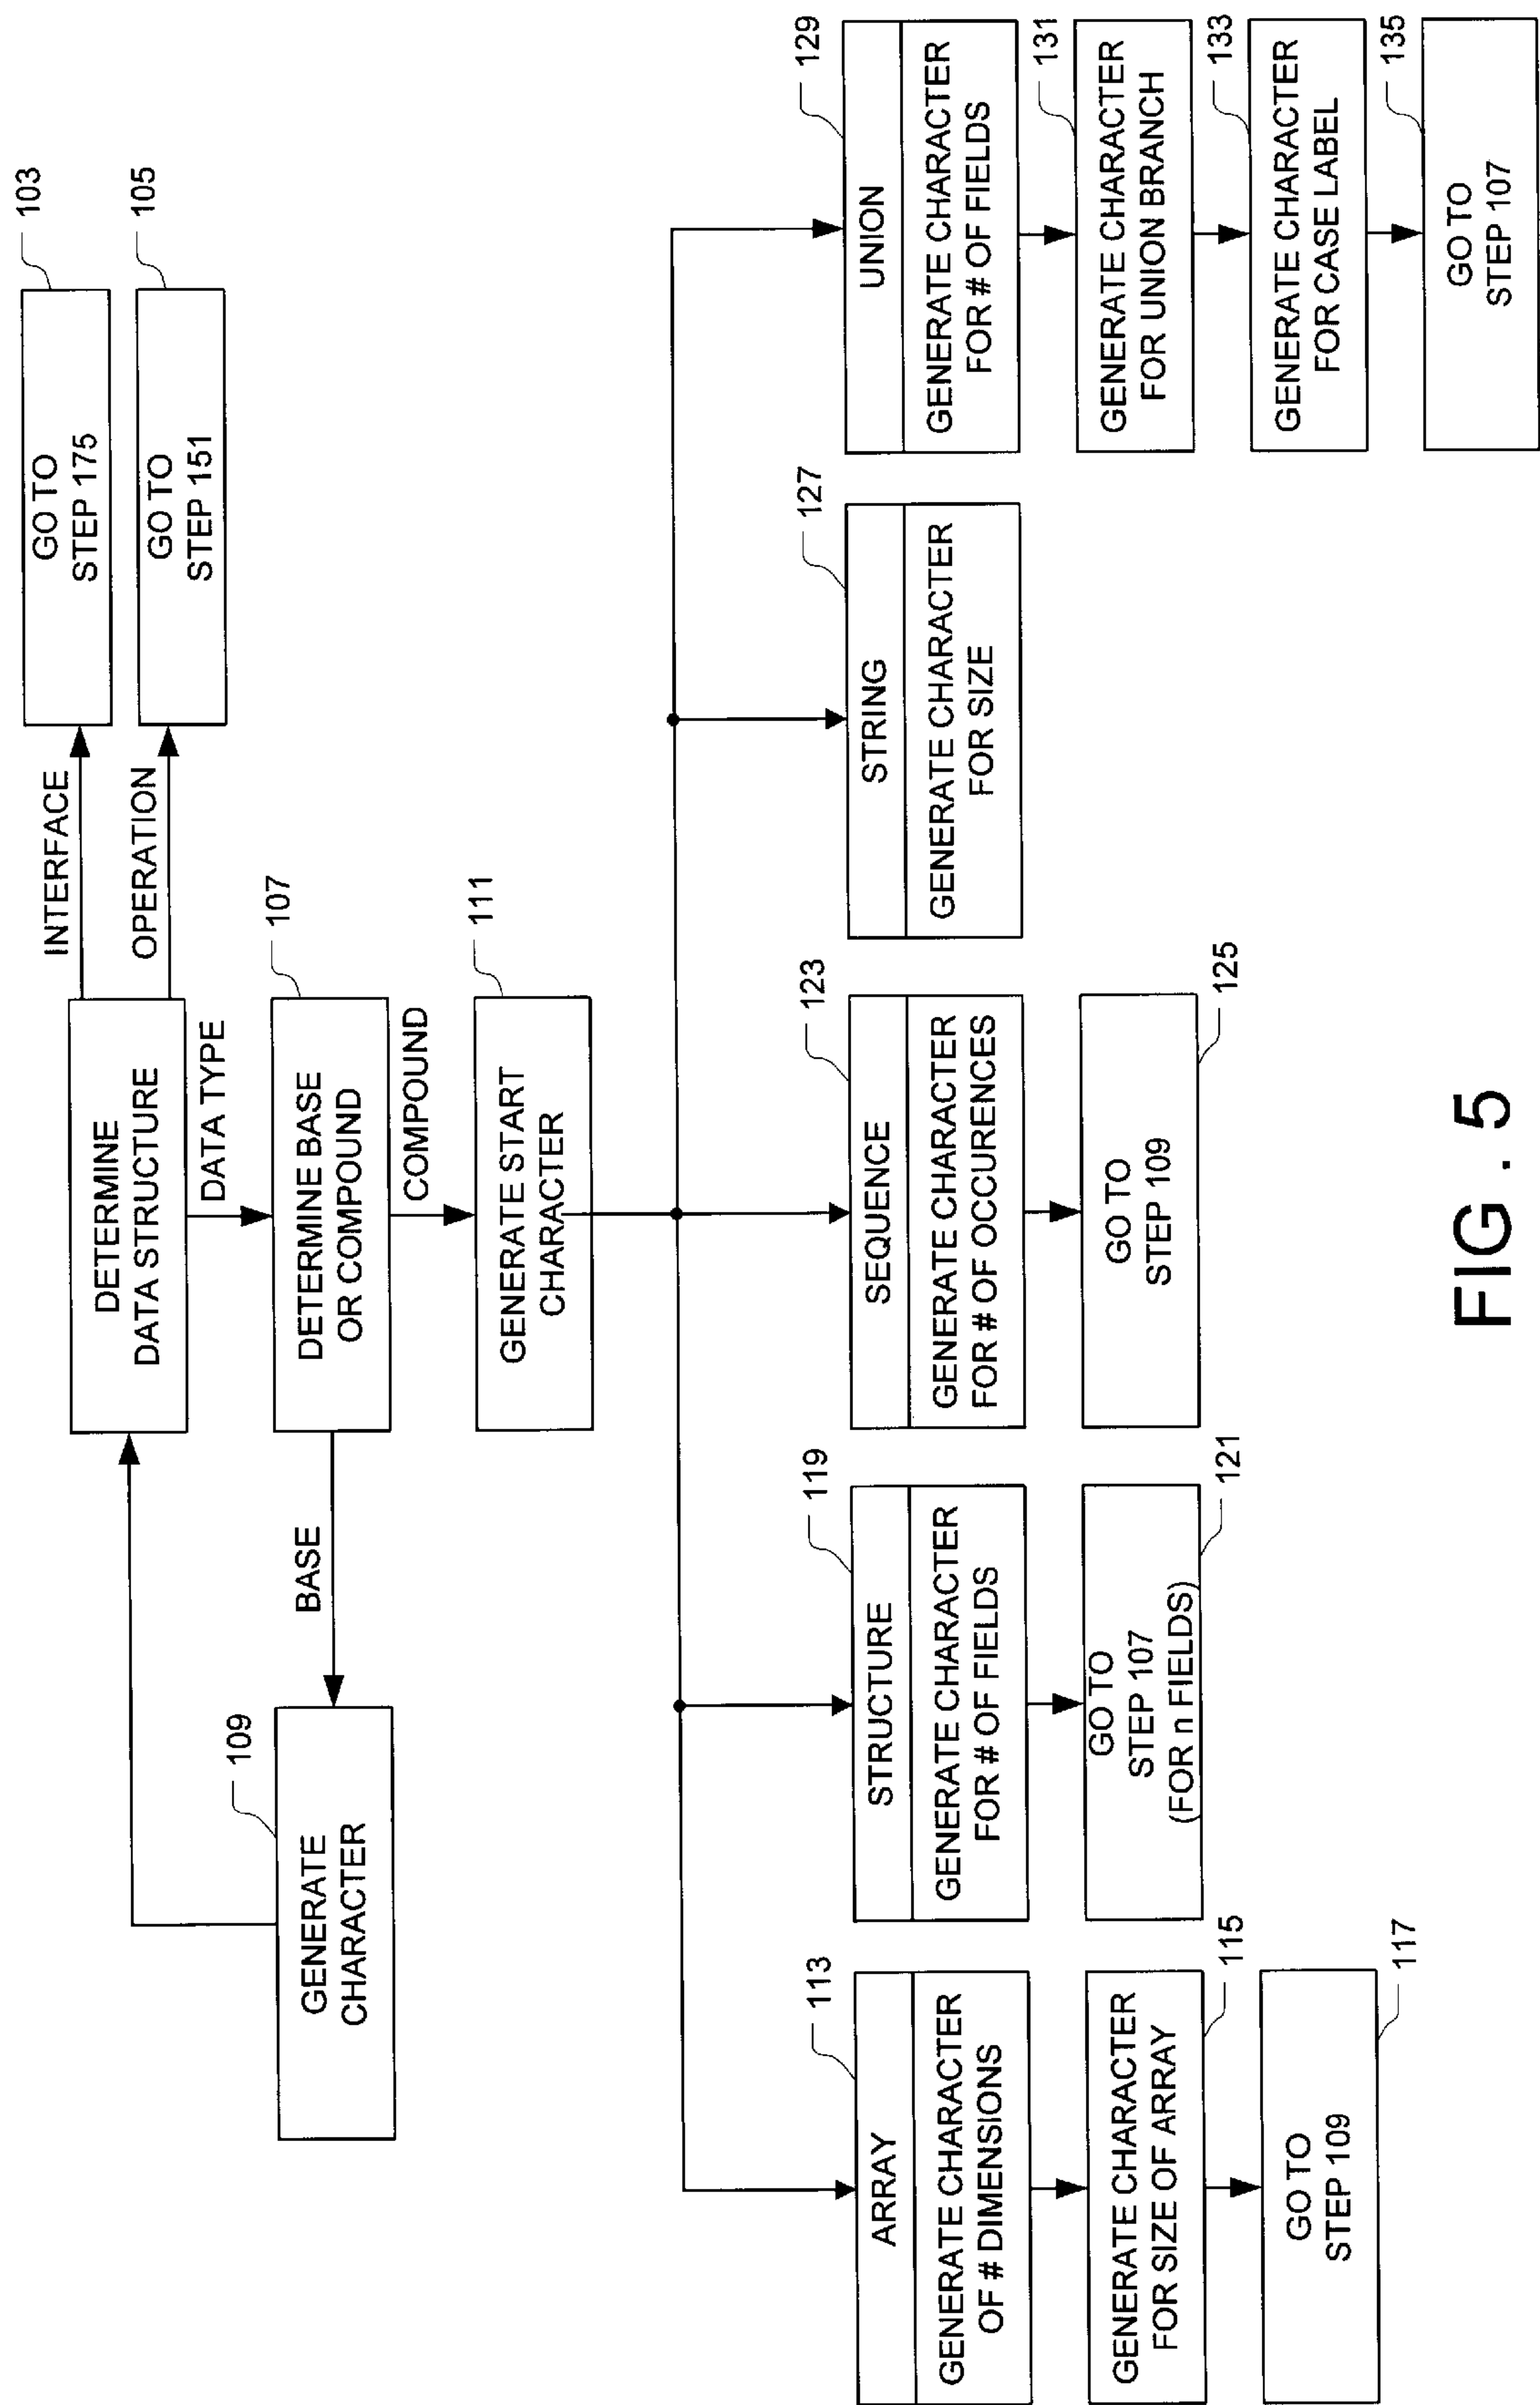 INTERFACE
GO TO
STEP 175
103
DETERMINE
DATA STRUCTURE
OPERATION
GO TO
STEP 151
105
DATA TYPE
DETERMINE BASE
OR COMPOUND
107
BASE
GENERATE
CHARACTER
109
COMPOUND
GENERATE START
CHARACTER
111
ARRAY
GENERATE CHARACTER
OF # DIMENSIONS
113
GENERATE CHARACTER
FOR SIZE OF ARRAY
115
GO TO
STEP 109
117
STRUCTURE
GENERATE CHARACTER
FOR # OF FIELDS
119
GO TO
STEP 107
(FOR n FIELDS)
121
SEQUENCE
GENERATE CHARACTER
FOR # OF OCCURENCES
123
GO TO
STEP 109
125
STRING
GENERATE CHARACTER
FOR SIZE
127
UNION
GENERATE CHARACTER
FOR # OF FIELDS
129
GENERATE CHARACTER
FOR UNION BRANCH
131
GENERATE CHARACTER
FOR CASE LABEL
133
GO TO
STEP 107
135
FIG. 5